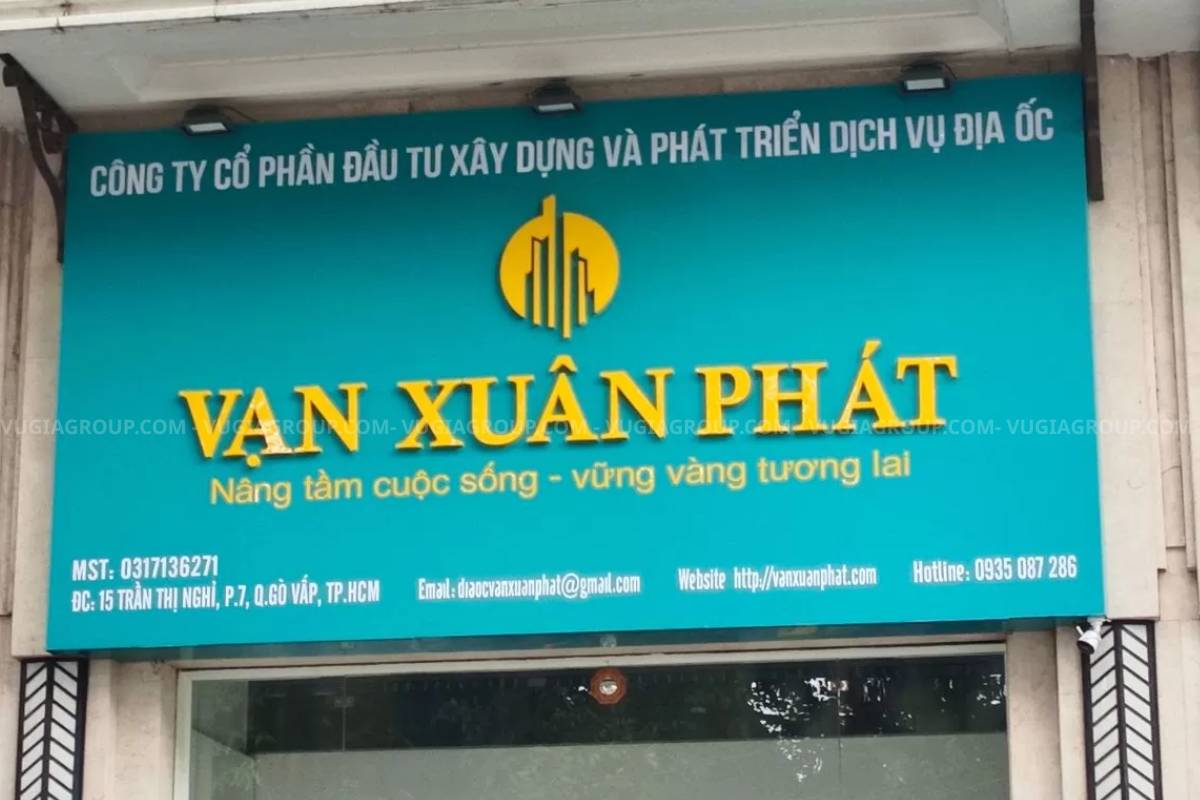 CÔNG TY CỔ PHẦN ĐẦU TƯ XÂY DỰNG VÀ PHÁT TRIỂN DỊCH VỤ ĐỊA ỐC
VẠN XUÂN PHÁT
VUGIAGROUP.COM - VUGIAGROUP.COM - VUGIAGROUP.COM - VUGIAGROUP.COM - VUGIAGROUP.COM- VUGIAGROUP.COM
Nâng tầm cuộc sống - vững vàng tương lai
MST: 0317136271
ĐC: 15 TRẦN THỊ NGHỈ, P.7, Q.GÒ VẤP, TP.HCM Email: diaocvanxuanphat@gmail.com Website http://vanxuanphat.com Hotline: 0935 087 286